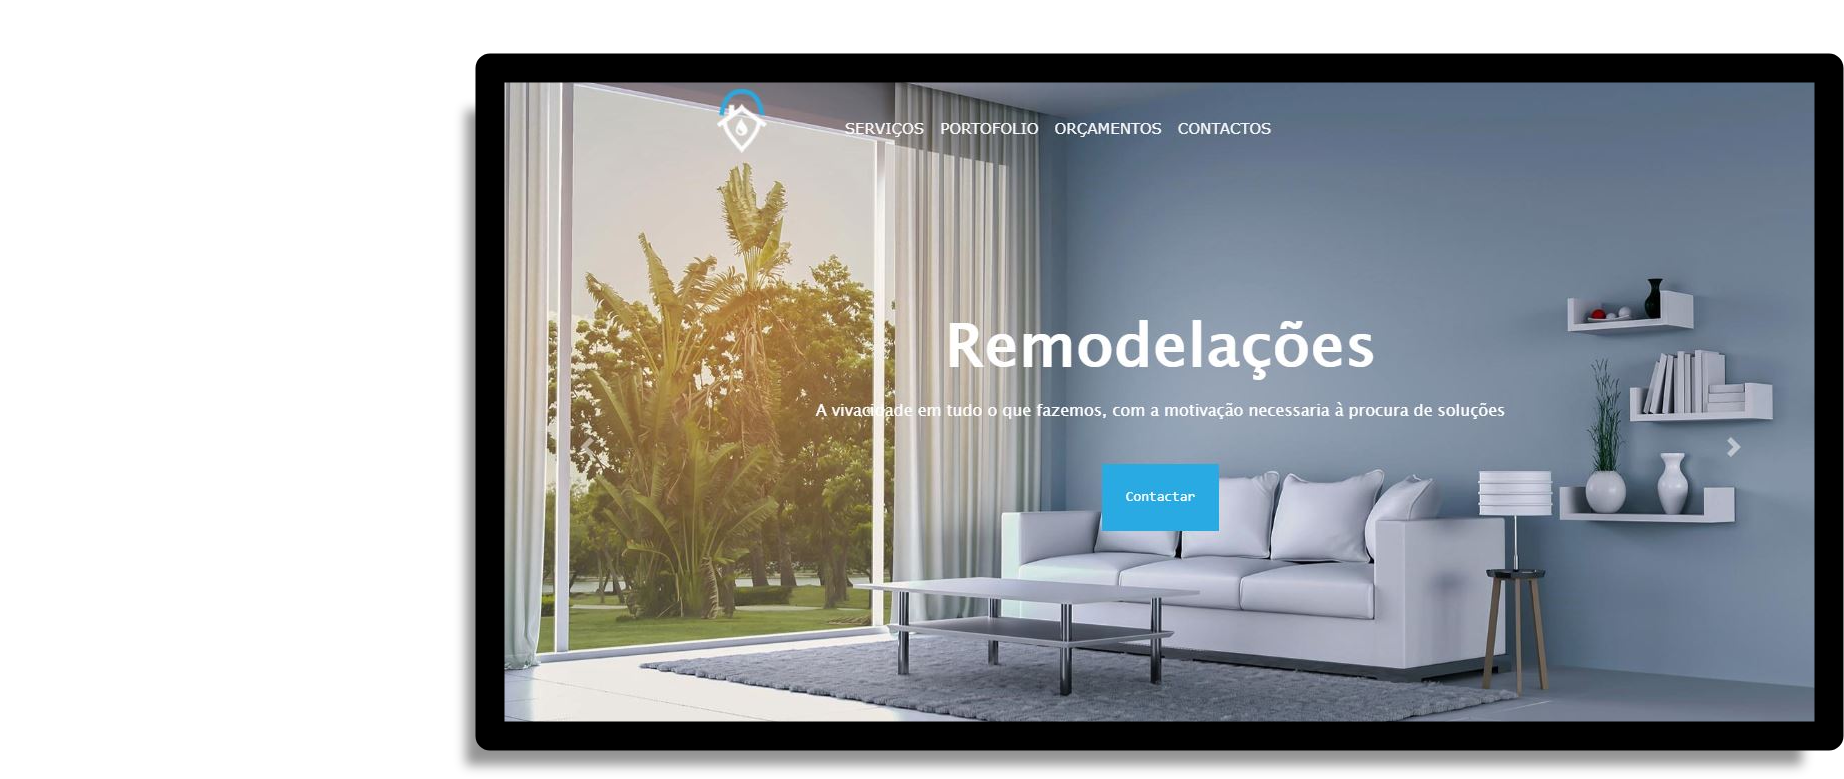 SERVIÇOS PORTOFOLIO ORÇAMENTOS CONTACTOS
Remodelações
A vivacidade em tudo o que fazemos, com a motivação necessaria à procura de soluções
Contactar